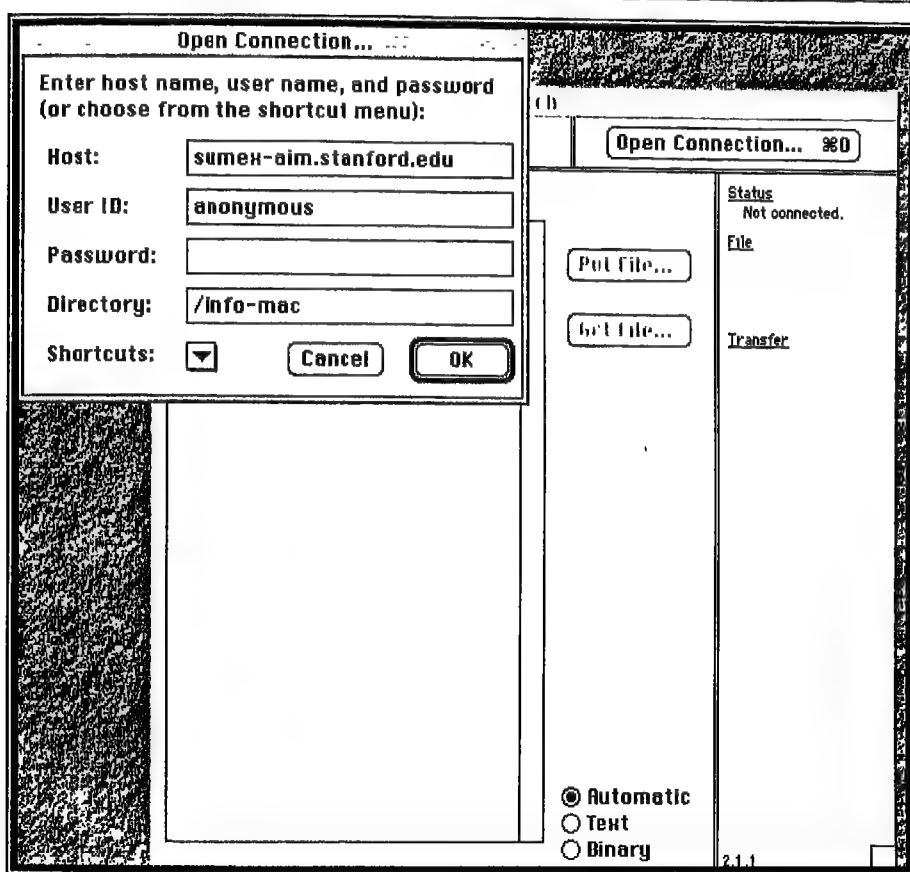 Open Connection...
Enter host name, user name, and password
(or choose from the shortcut menu):
Host: sumex-aim.stanford.edu
User ID: anonymous
Password:
Directory: /info-mac
Shortcuts:
Cancel
OK
ch
Open Connection... ⌘O
Put File...
Get File...
Status
Not connected.
File
Transfer
Automatic
Text
Binary
2.1.1